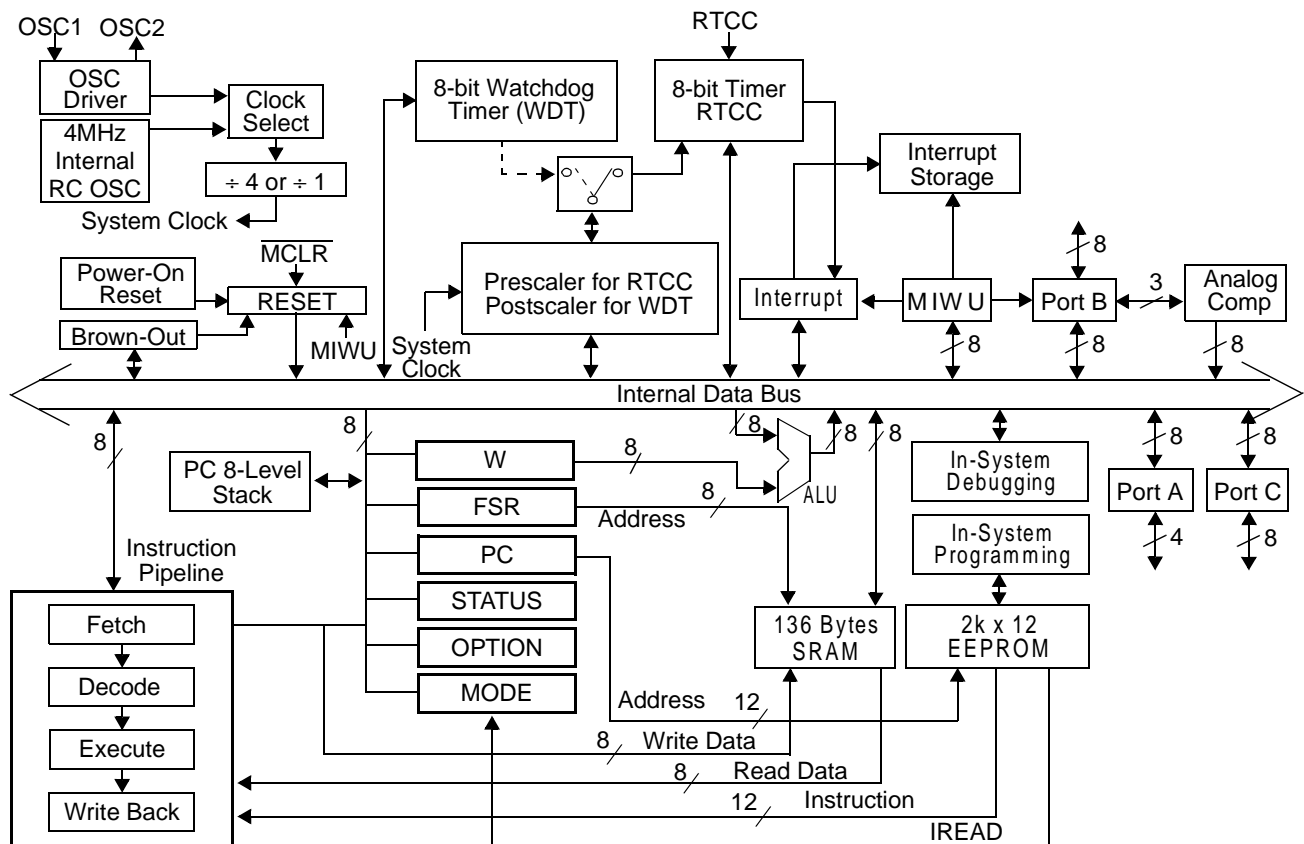 OSC1
OSC2
OSC
Driver
4MHz
Internal
RC OSC
Clock
Select
÷ 4 or ÷ 1
System Clock
8-bit Watchdog
Timer (WDT)
RTCC
8-bit Timer
RTCC
Interrupt
Storage
MCLR
Power-On
Reset
RESET
Brown-Out
MIWU
System
Clock
Prescaler for RTCC
Postscaler for WDT
Interrupt
MIWU
8
Port B
8
8
3
Analog
Comp
8
Internal Data Bus
8
8
PC 8-Level
Stack
W
8
FSR
Address
8
PC
STATUS
OPTION
MODE
8
8
8
ALU
In-System
Debugging
In-System
Programming
8
Port A
4
8
Port C
8
Instruction
Pipeline
Fetch
Decode
Execute
Write Back
136 Bytes
SRAM
2k x 12
EEPROM
Address
12
8
Write Data
8
Read Data
12
Instruction
IREAD